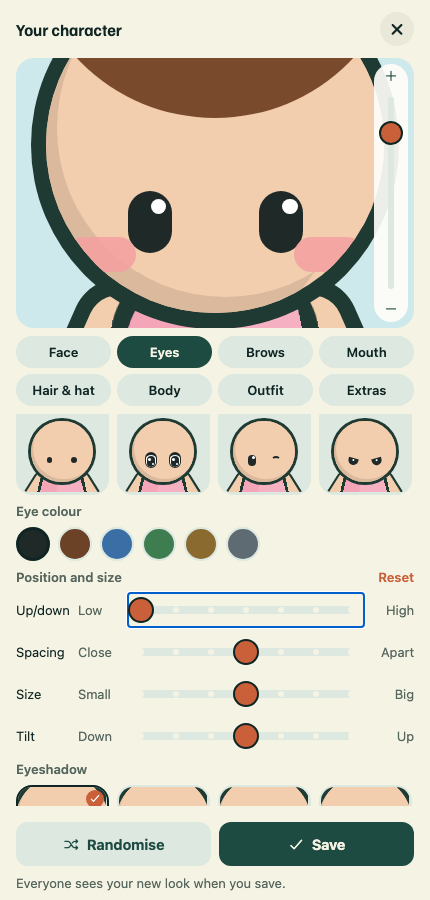 Your character
Face
Eyes
Brows
Mouth
Hair & hat
Body
Outfit
Extras
Eye colour
Position and size
Reset
Up/down Low High
Spacing Close Apart
Size Small Big
Tilt Down Up
Eyeshadow
Randomise
Save
Everyone sees your new look when you save.